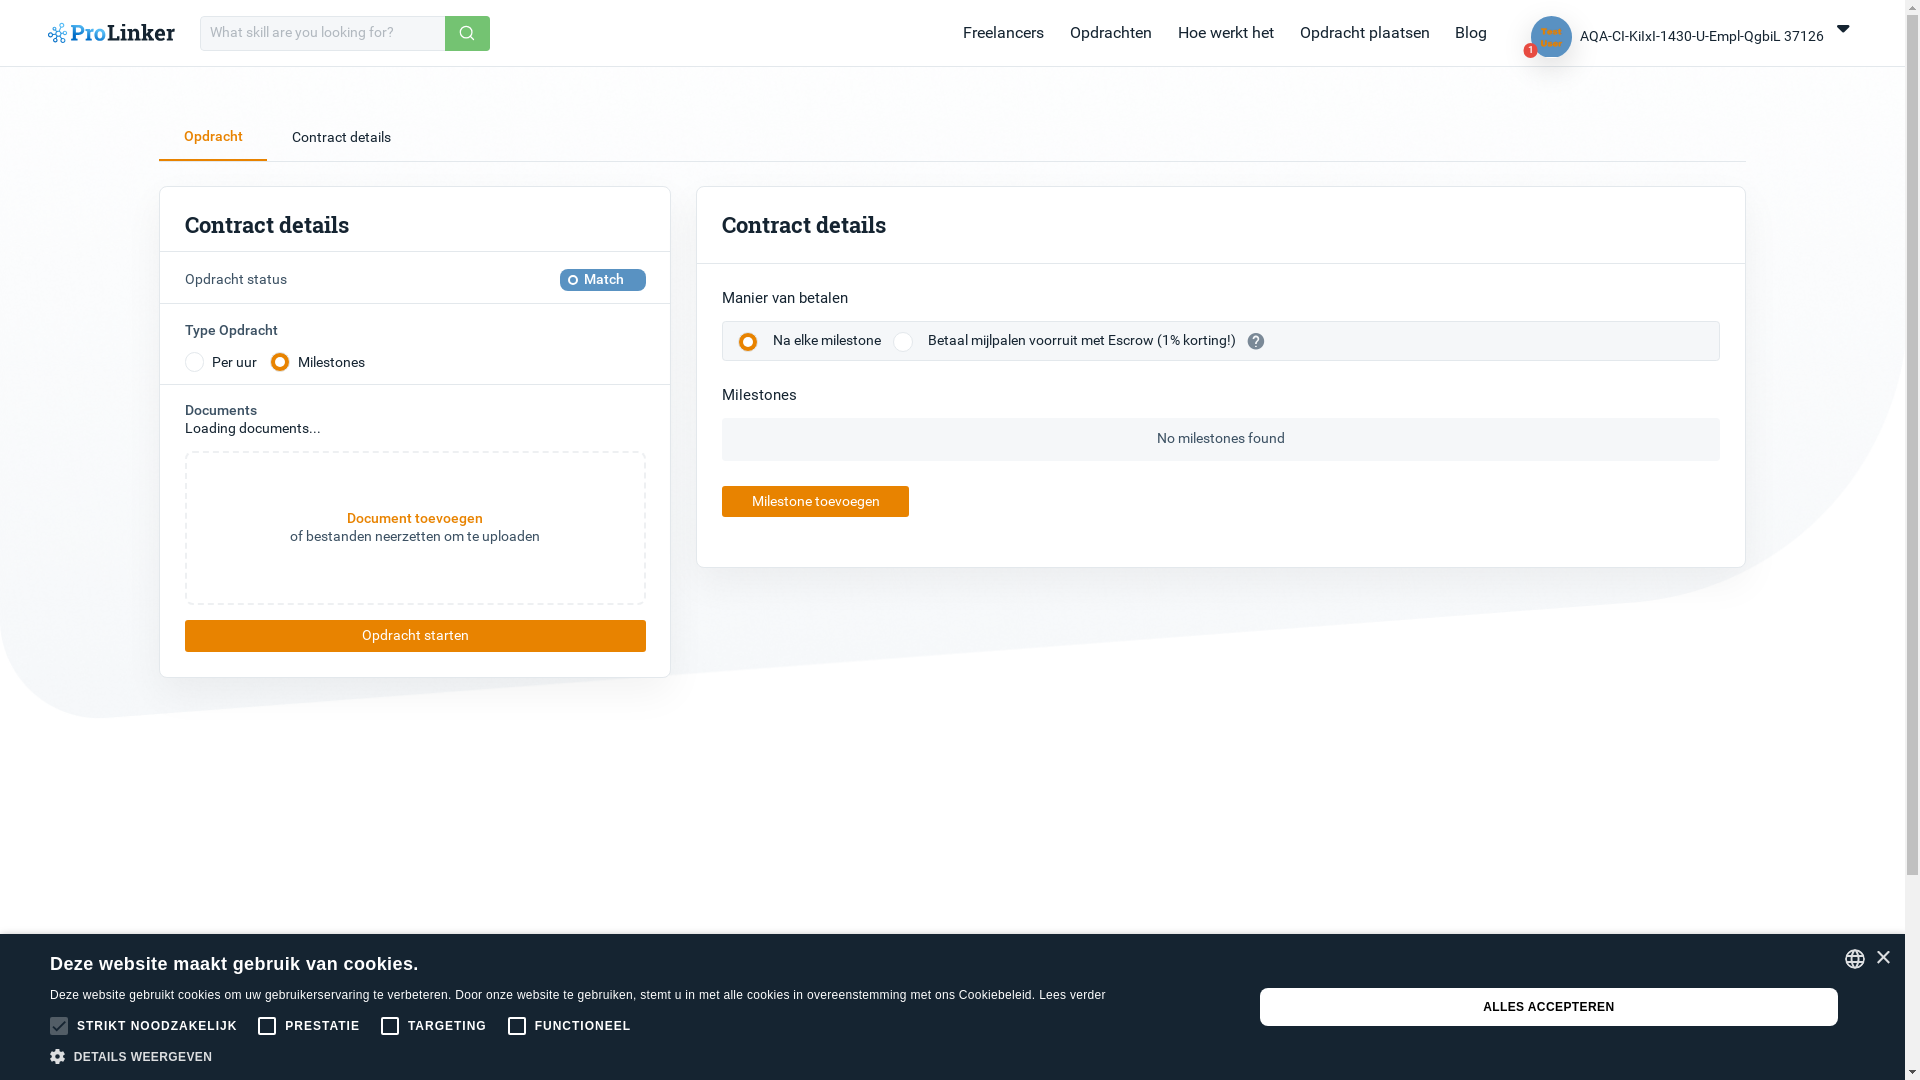 ProLinker
What skill are you looking for?
Freelancers
Opdrachten
Hoe werkt het
Opdracht plaatsen
Blog
Test
User
1
AQA-CI-KiIxI-1430-U-Empl-QgbiL 37126
Opdracht
Contract details
Contract details
Opdracht status
Match
Type Opdracht
Per uur
Milestones
Documents
Loading documents...
Document toevoegen
of bestanden neerzetten om te uploaden
Opdracht starten
Contract details
Manier van betalen
Na elke milestone
Betaal mijlpalen voorruit met Escrow (1% korting!)
?
Milestones
No milestones found
Milestone toevoegen
Deze website maakt gebruik van cookies.
Deze website gebruikt cookies om uw gebruikerservaring te verbeteren. Door onze website te gebruiken, stemt u in met alle cookies in overeenstemming met ons Cookiebeleid. Lees verder
STRIKT NOODZAKELIJK
PRESTATIE
TARGETING
FUNCTIONEEL
DETAILS WEERGEVEN
ALLES ACCEPTEREN
×